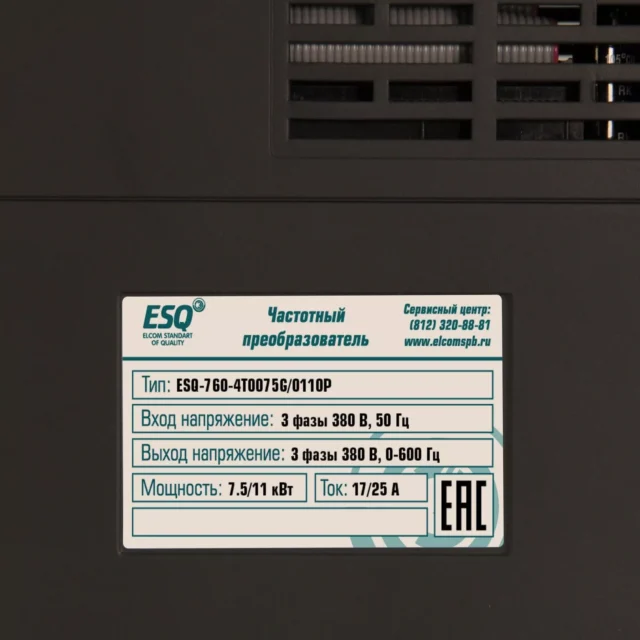 ESQ
ELCOM STANDART
OF QUALITY
Частотный
преобразователь
Сервисный центр:
(812) 320-88-81
www.elcomspb.ru
Тип: ESQ-760-4T0075G/0110P
Вход напряжение: 3 фазы 380 В, 50 Гц
Выход напряжение: 3 фазы 380 В, 0-600 Гц
Мощность: 7.5/11 кВт
Ток: 17/25 А
EAC